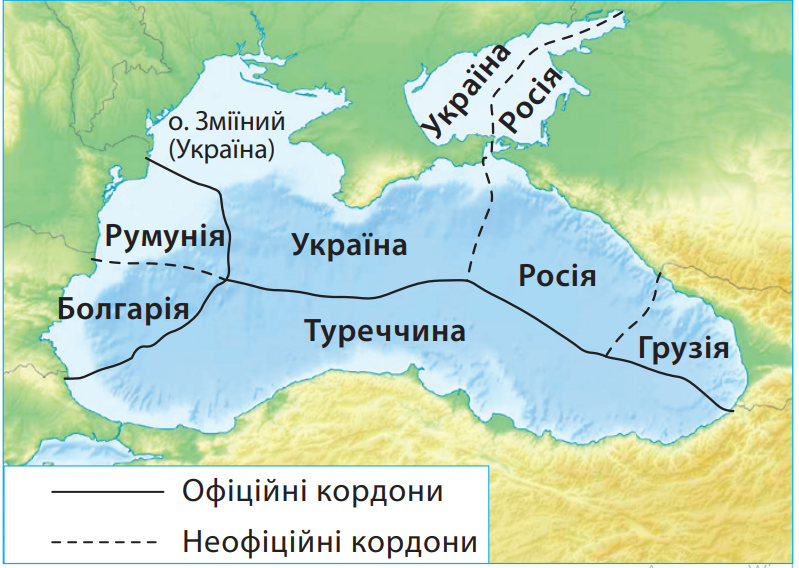 Україна
Росія
о. Зміїний
(Україна)
Румунія
Україна
Росія
Болгарія
Туреччина
Грузія
Офіційні кордони
Неофіційні кордони